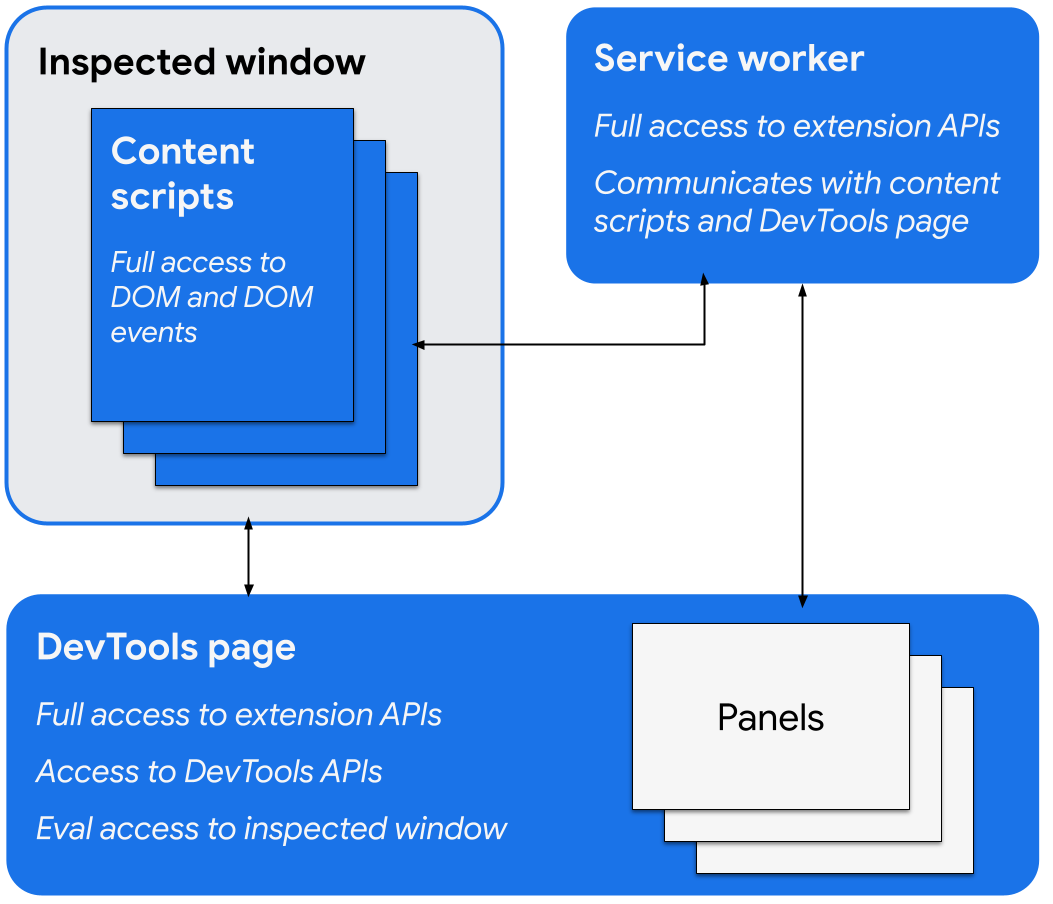 Inspected window
Content
scripts
Full access to
DOM and DOM
events
Service worker
Full access to extension APIs
Communicates with content
scripts and DevTools page
DevTools page
Full access to extension APIs
Access to DevTools APIs
Eval access to inspected window
Panels